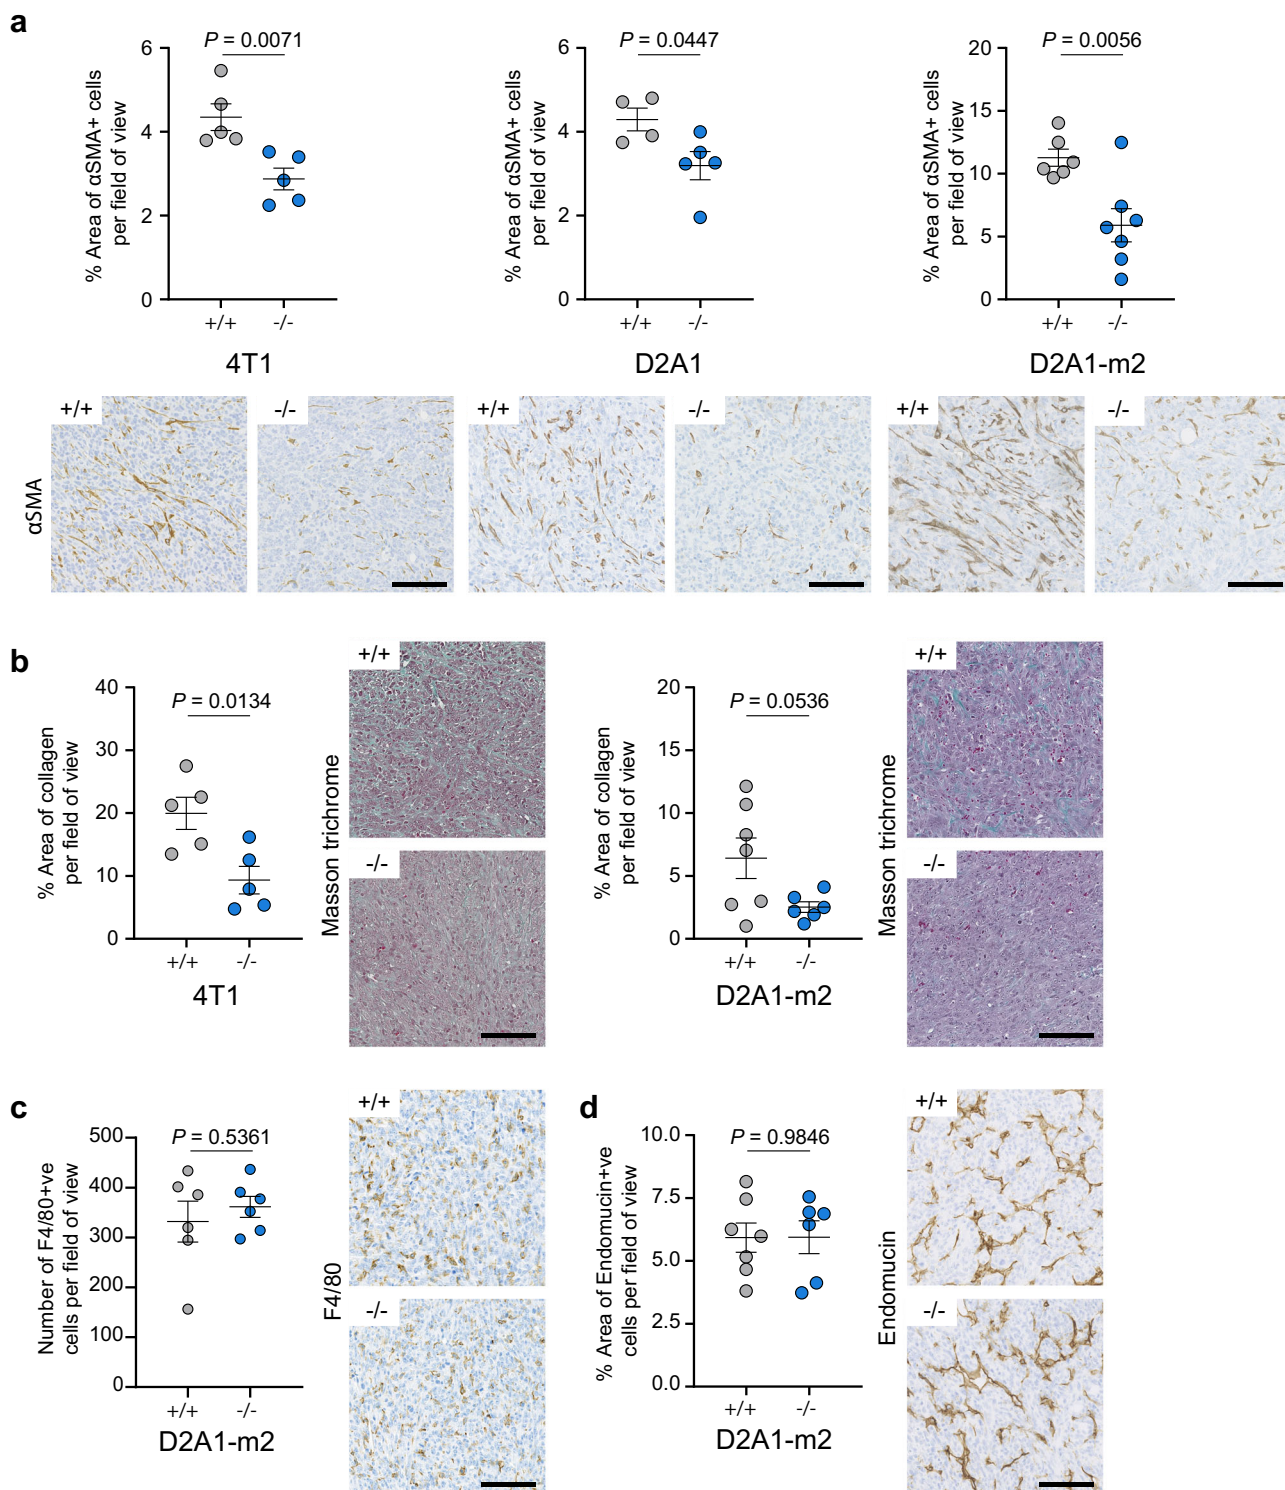 a
P = 0.0071
% Area of αSMA+ cells
per field of view
6
4
2
0
+/+
-/-
4T1
P = 0.0447
% Area of αSMA+ cells
per field of view
6
4
2
0
+/+
-/-
D2A1
P = 0.0056
% Area of αSMA+ cells
per field of view
20
15
10
5
0
+/+
-/-
D2A1-m2
αSMA
+/+
-/-
+/+
-/-
+/+
-/-
b
P = 0.0134
% Area of collagen
per field of view
40
30
20
10
0
+/+
-/-
4T1
Masson trichrome
+/+
-/-
P = 0.0536
% Area of collagen
per field of view
20
15
10
5
0
+/+
-/-
D2A1-m2
Masson trichrome
+/+
-/-
c
P = 0.5361
Number of F4/80+ve
cells per field of view
500
400
300
200
100
0
+/+
-/-
D2A1-m2
F4/80
+/+
-/-
d
P = 0.9846
% Area of Endomucin+ve
cells per field of view
10.0
7.5
5.0
2.5
0.0
+/+
-/-
D2A1-m2
Endomucin
+/+
-/-